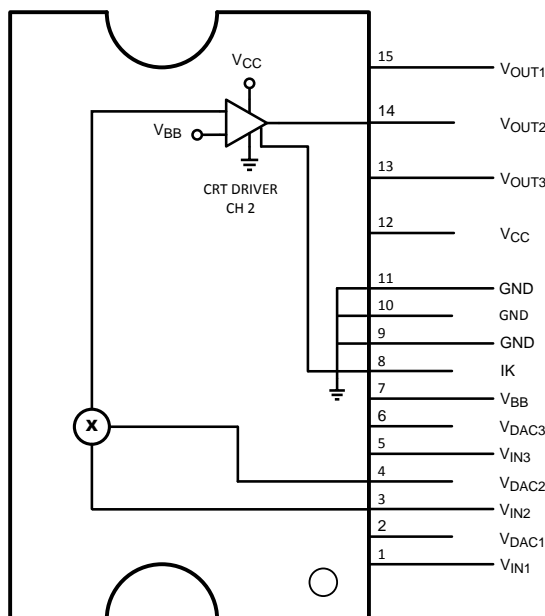 15 VOUT1
VCC
14 VOUT2
VBB
13 VOUT3
CRT DRIVER
CH 2
12 VCC
11 GND
10 GND
9 GND
8 IK
7 VBB
6 VDAC3
X
5 VIN3
4 VDAC2
3 VIN2
2 VDAC1
1 VIN1